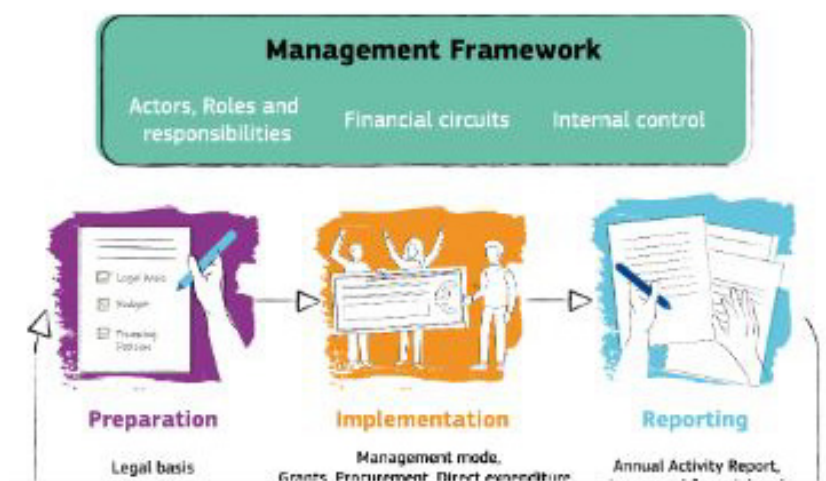 Management Framework
Actors, Roles and
responsibilities
Financial circuits
Internal control
Legal Basis
Budget
Financing
Preparation
Implementation
Reporting
Legal basis
Management mode,
Grants, Procurement, Direct expenditure
Annual Activity Report,